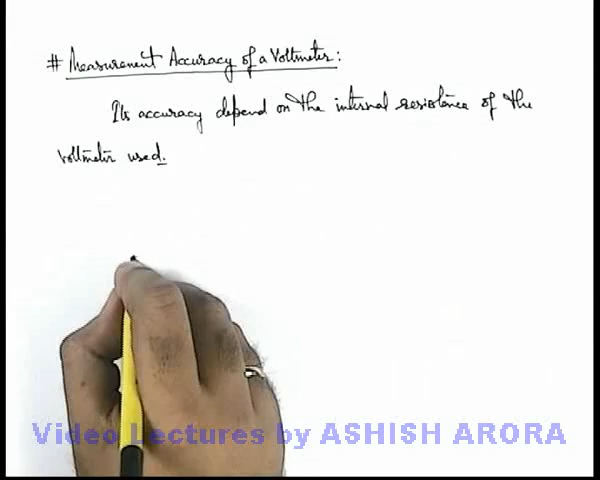 # Measurement Accuracy of a Voltmeter :
Its accuracy depend on the internal resistance of the
voltmeter used.
Video Lectures by ASHISH ARORA